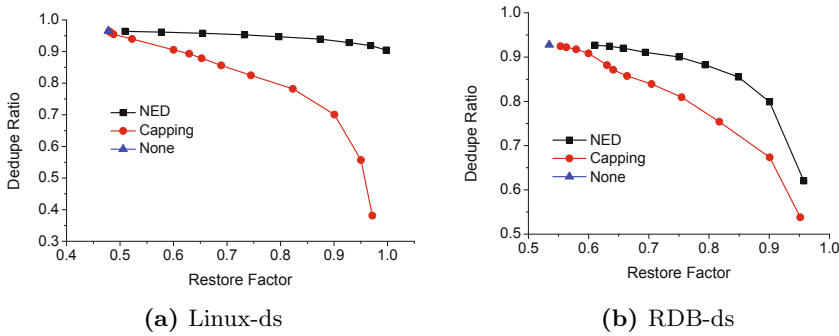 1.0
0.9
0.8
0.7
0.6
0.5
0.4
0.3
Dedupe Ratio
NED
Capping
None
0.4 0.5 0.6 0.7 0.8 0.9 1.0
Restore Factor
(a) Linux-ds
1.0
0.9
0.8
0.7
0.6
0.5
Dedupe Ratio
NED
Capping
None
0.5 0.6 0.7 0.8 0.9 1.0
Restore Factor
(b) RDB-ds